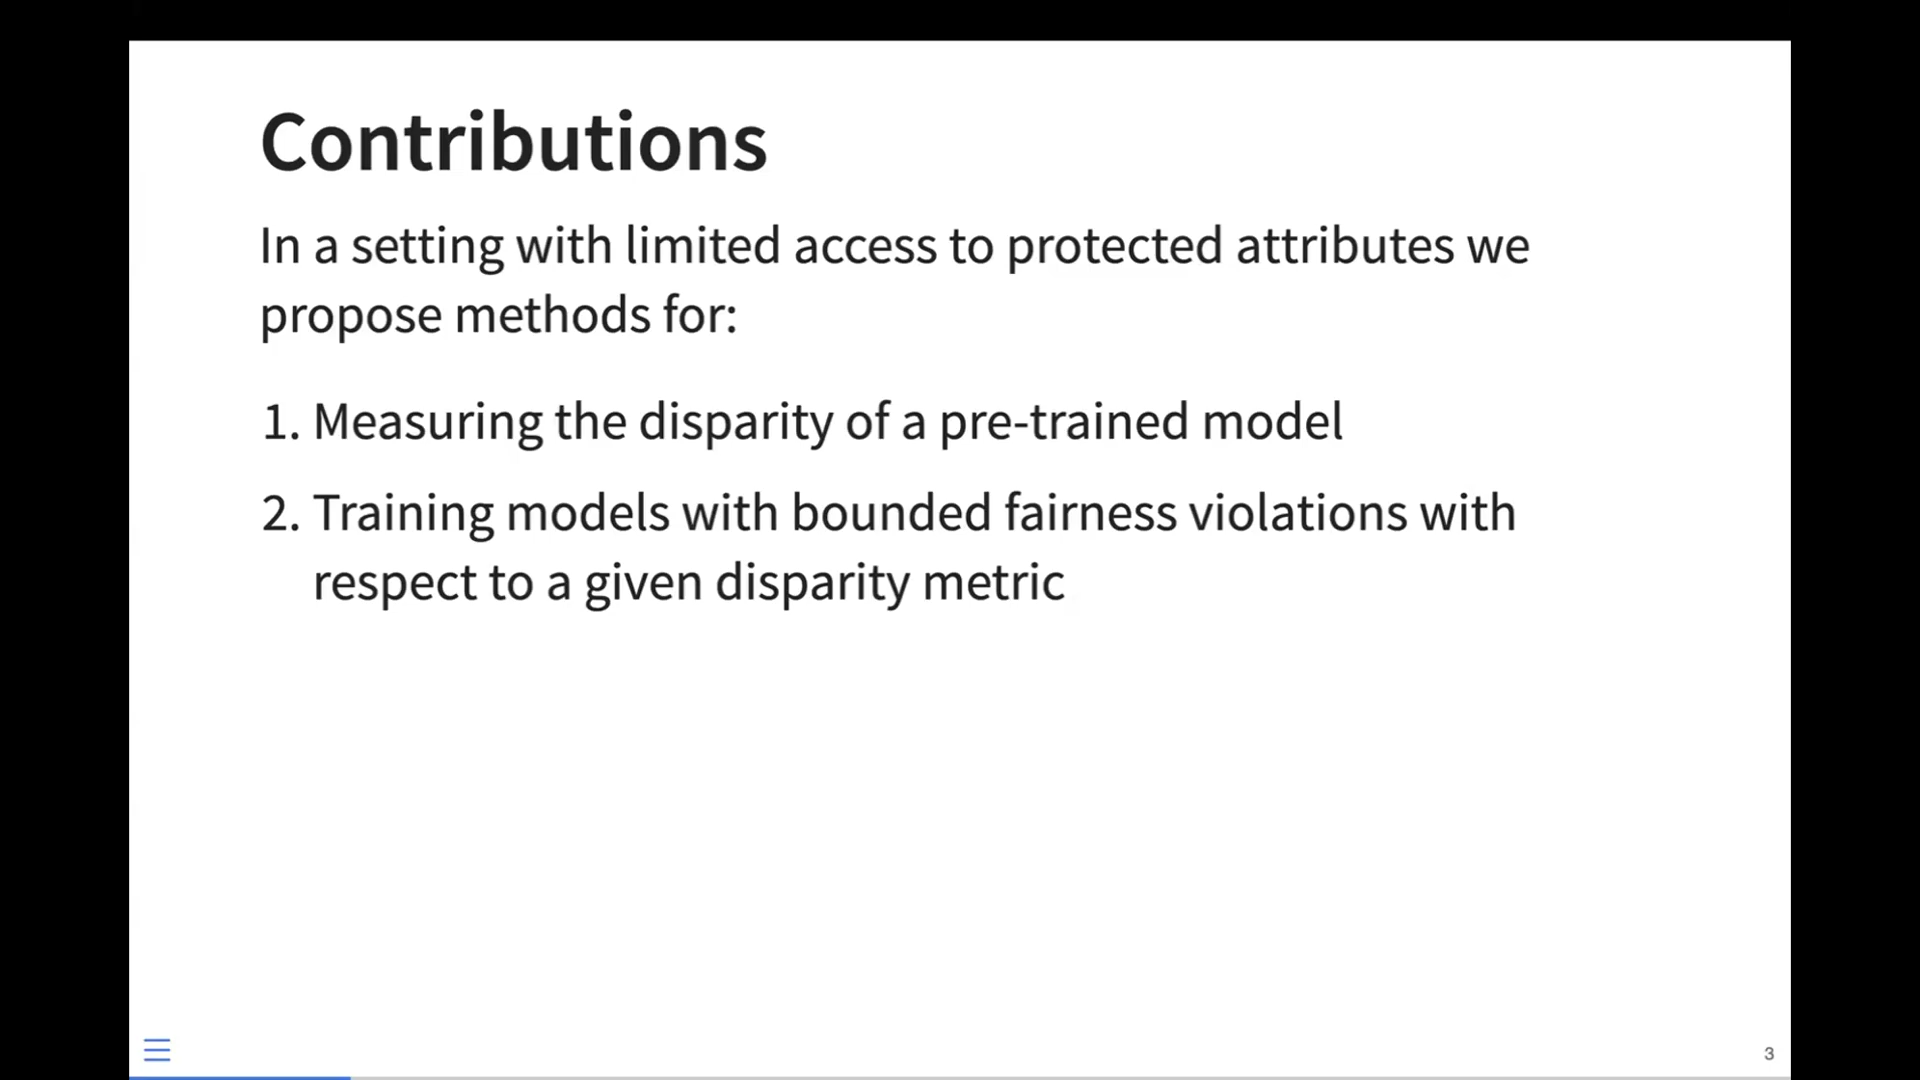 Contributions
In a setting with limited access to protected attributes we
propose methods for:
1. Measuring the disparity of a pre-trained model
2. Training models with bounded fairness violations with
respect to a given disparity metric
3